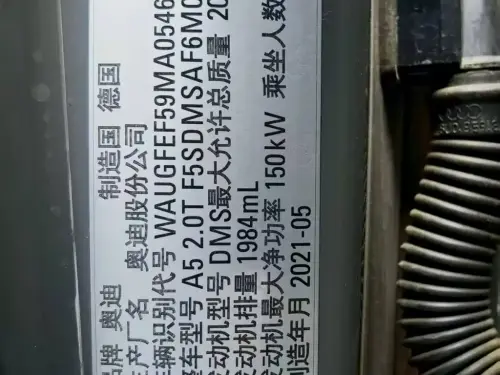 品牌 奥迪 制造国 德国
生产厂名 奥迪股份公司
车辆识别代号 WAUGFEF59MA0546
整车型号 A5 2.0T F5SDMSAF6M
发动机型号 DMS 最大允许总质量 20
发动机排量 1984mL
发动机最大净功率 150kW 乘坐人数
制造年月 2021-05